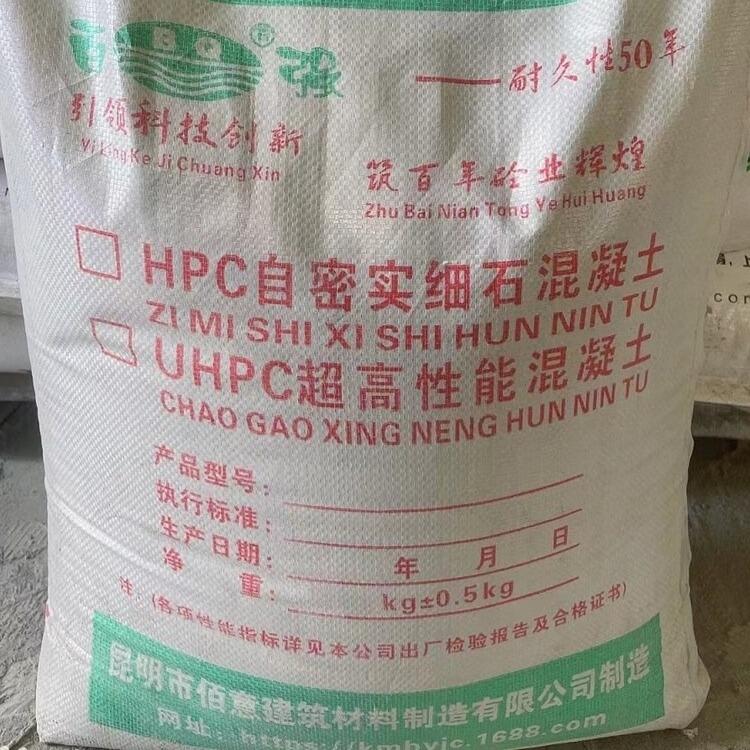 百 BQ ® 强
——耐久性50年
引领科技创新
Yi Ling Ke Ji Chuang Xin
筑百年砼业辉煌
Zhu Bai Nian Tong Ye Hui Huang
HPC自密实细石混凝土
ZI MI SHI XI SHI HUN NIN TU
UHPC超高性能混凝土
CHAO GAO XING NENG HUN NIN TU
产品型号：
执行标准：
生产日期： 年 月 日
净 重： kg±0.5kg
注：(各项性能指标详见本公司出厂检验报告及合格证书)
昆明市佰意建筑材料制造有限公司制造
网址：https://kmbyjc.1688.com